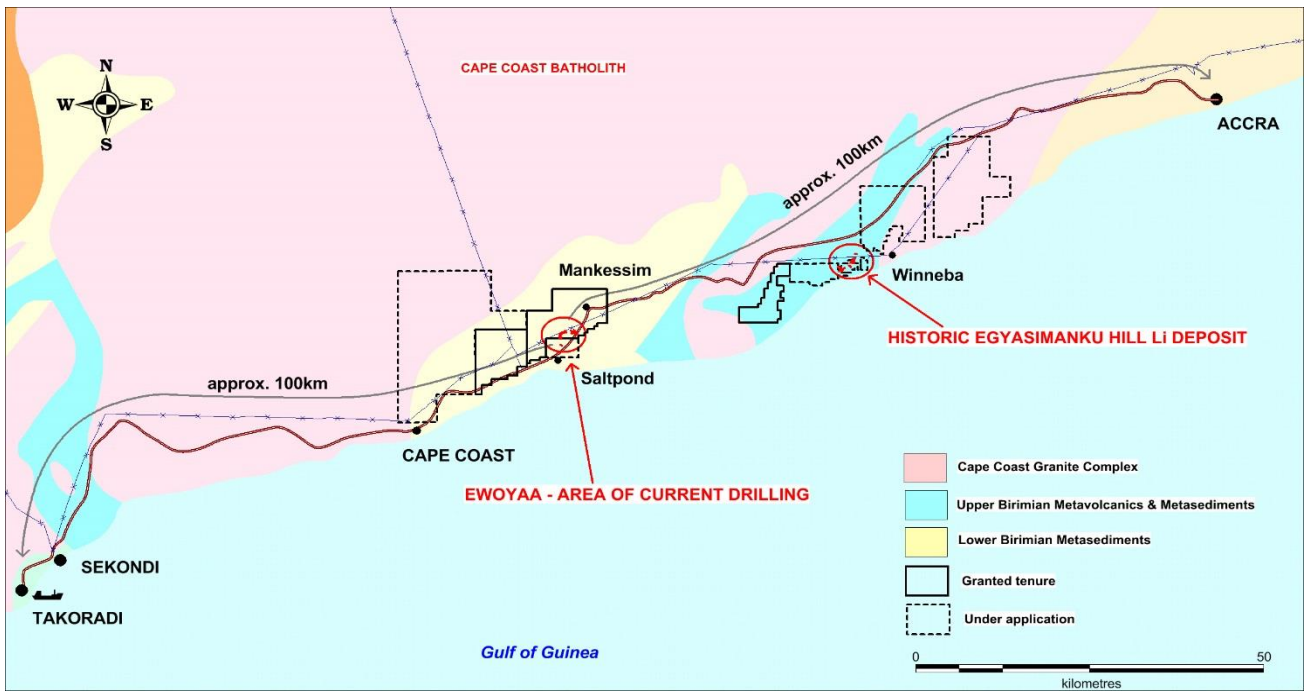 CAPE COAST BATHOLITH
N
W
E
S
ACCRA
approx. 100km
Mankessim
Winneba
HISTORIC EGYASIMANKU HILL Li DEPOSIT
approx. 100km
Saltpond
CAPE COAST
EWOYAA - AREA OF CURRENT DRILLING
SEKONDI
TAKORADI
Gulf of Guinea
Cape Coast Granite Complex
Upper Birimian Metavolcanics & Metasediments
Lower Birimian Metasediments
Granted tenure
Under application
0
50
kilometres